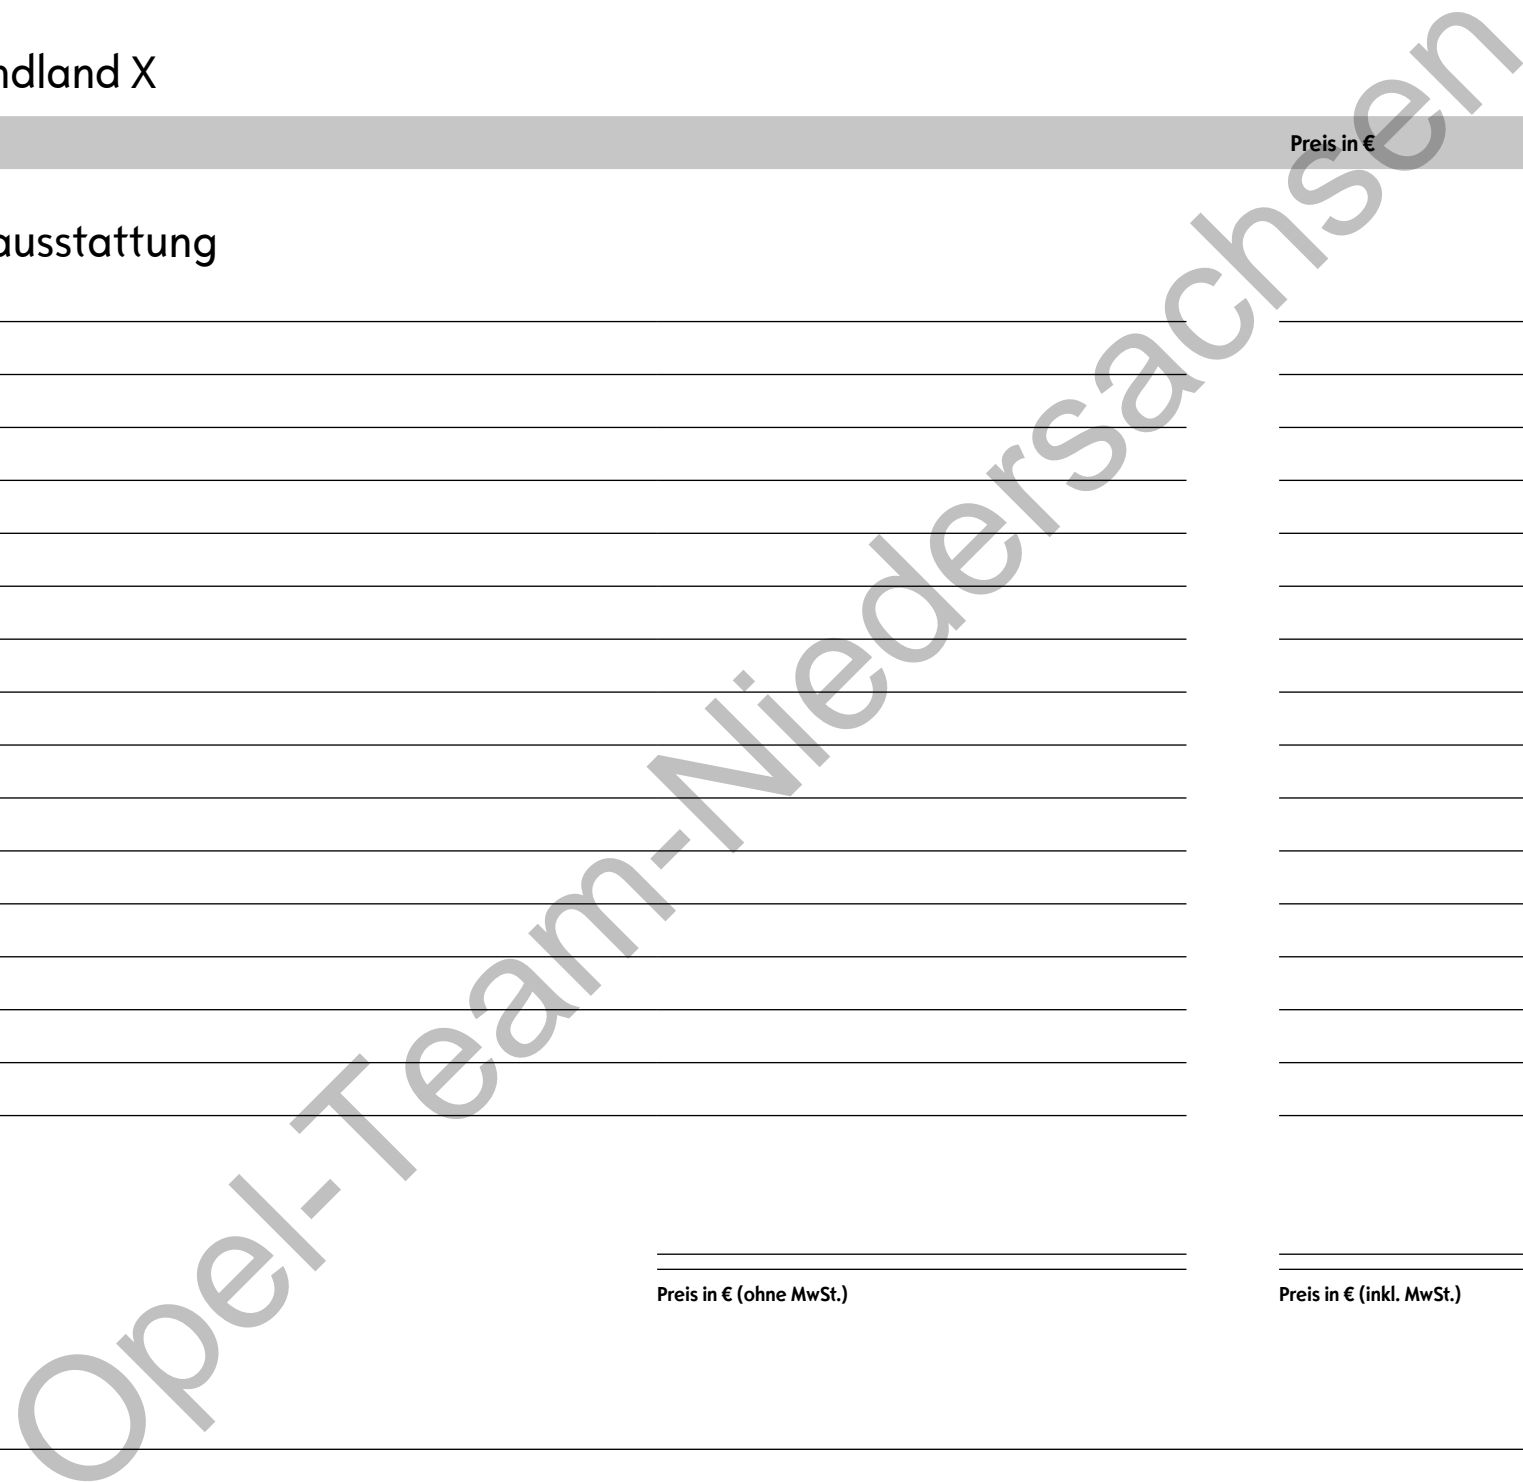 ndland X
Preis in €
ausstattung
Preis in € (ohne MwSt.)
Preis in € (inkl. MwSt.)
Opel-Team-Niedersachsen